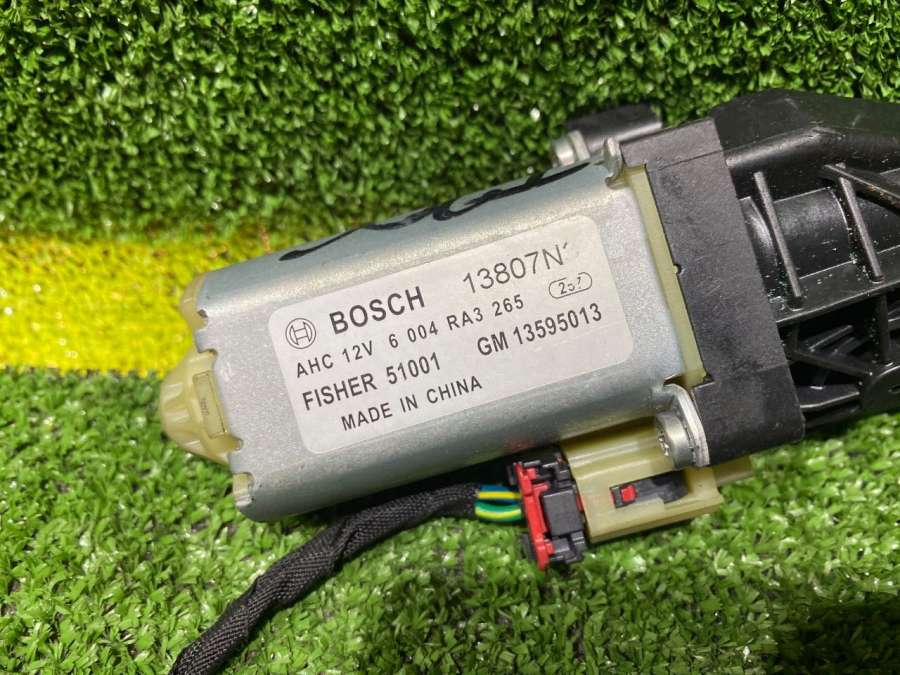 BOSCH 13807N
AHC 12V 6 004 RA3 265
FISHER 51001 GM 13595013
MADE IN CHINA